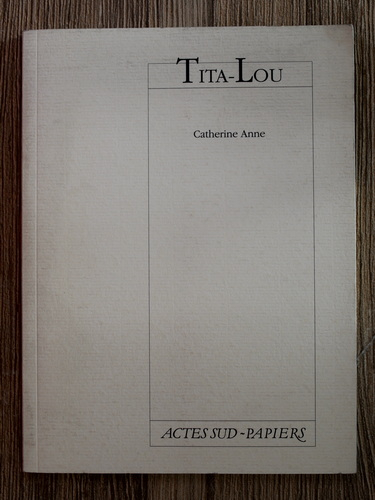 TITA-LOU
Catherine Anne
ACTES SUD-PAPIERS